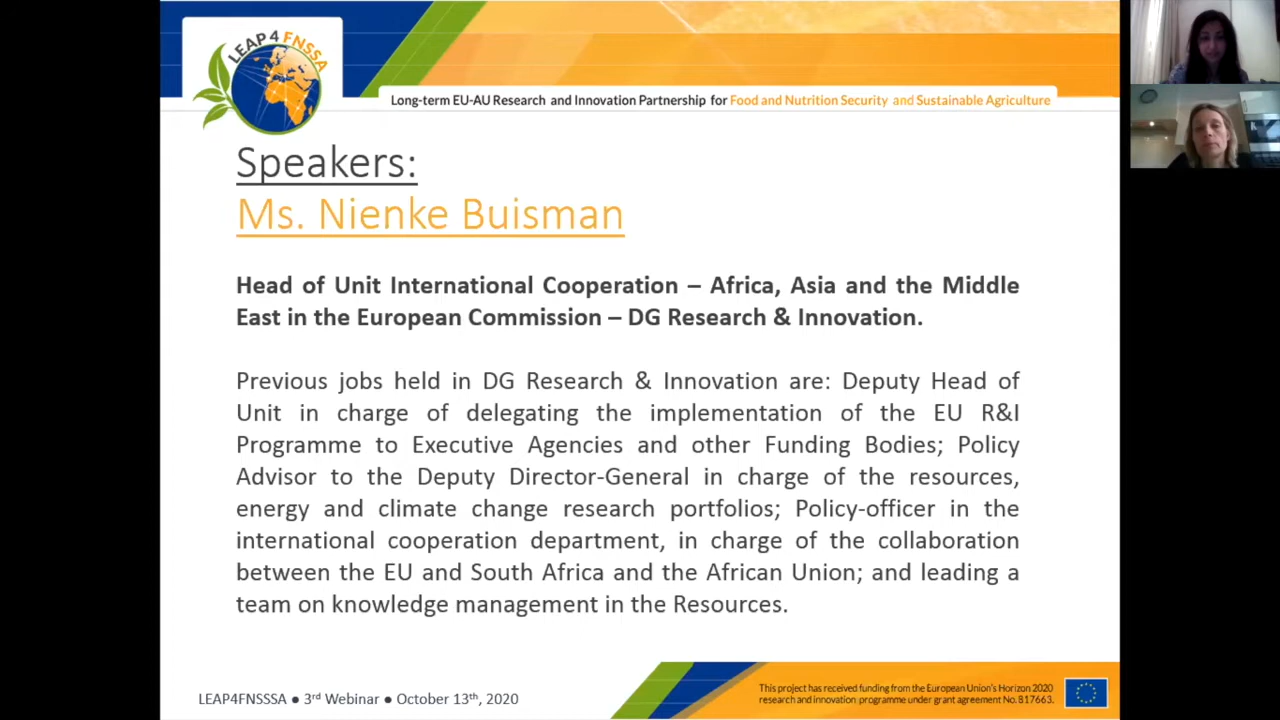 LEAP4FNSSA
Long-term EU-AU Research and Innovation Partnership for Food and Nutrition Security and Sustainable Agriculture
Speakers:
Ms. Nienke Buisman
Head of Unit International Cooperation – Africa, Asia and the Middle
East in the European Commission – DG Research & Innovation.
Previous jobs held in DG Research & Innovation are: Deputy Head of
Unit in charge of delegating the implementation of the EU R&I
Programme to Executive Agencies and other Funding Bodies; Policy
Advisor to the Deputy Director-General in charge of the resources,
energy and climate change research portfolios; Policy-officer in the
international cooperation department, in charge of the collaboration
between the EU and South Africa and the African Union; and leading a
team on knowledge management in the Resources.
LEAP4FNSSSA ● 3rd Webinar ● October 13th, 2020
This project has received funding from the European Union's Horizon 2020
research and innovation programme under grant agreement No. 817663.